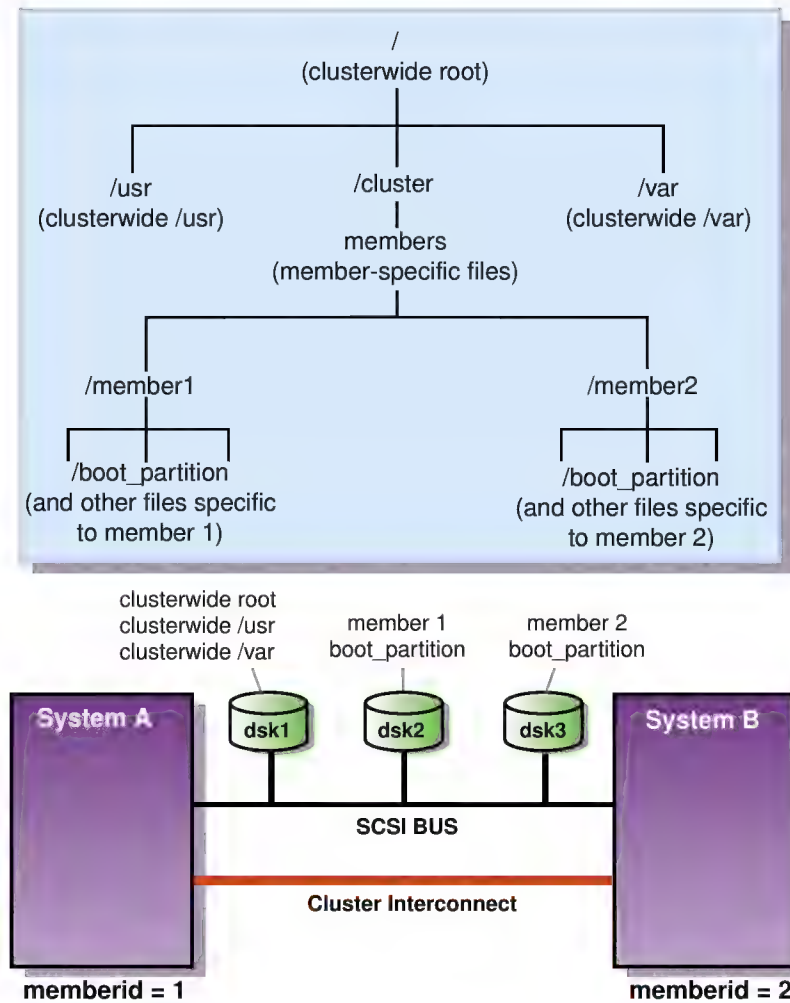 /
(clusterwide root)
/usr
(clusterwide /usr)
/cluster
/var
(clusterwide /var)
members
(member-specific files)
/member1
/member2
/boot_partition
(and other files specific
to member 1)
/boot_partition
(and other files specific
to member 2)
clusterwide root
clusterwide /usr
clusterwide /var
member 1
boot_partition
member 2
boot_partition
System A
dsk1
dsk2
dsk3
System B
SCSI BUS
Cluster Interconnect
memberid = 1
memberid = 2